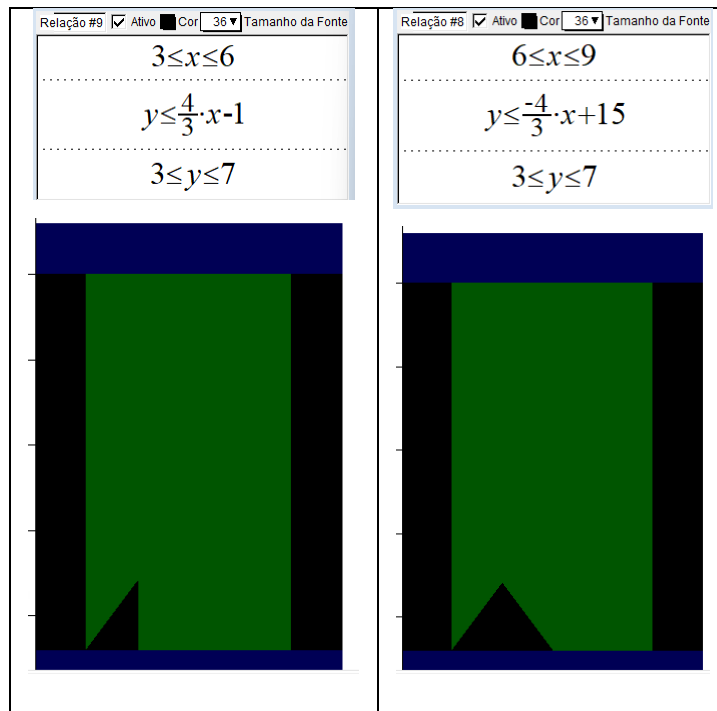 Relação #9 Ativo Cor 36 Tamanho da Fonte
3≤x≤6
y≤4/3·x-1
3≤y≤7
Relação #8 Ativo Cor 36 Tamanho da Fonte
6≤x≤9
y≤-4/3·x+15
3≤y≤7